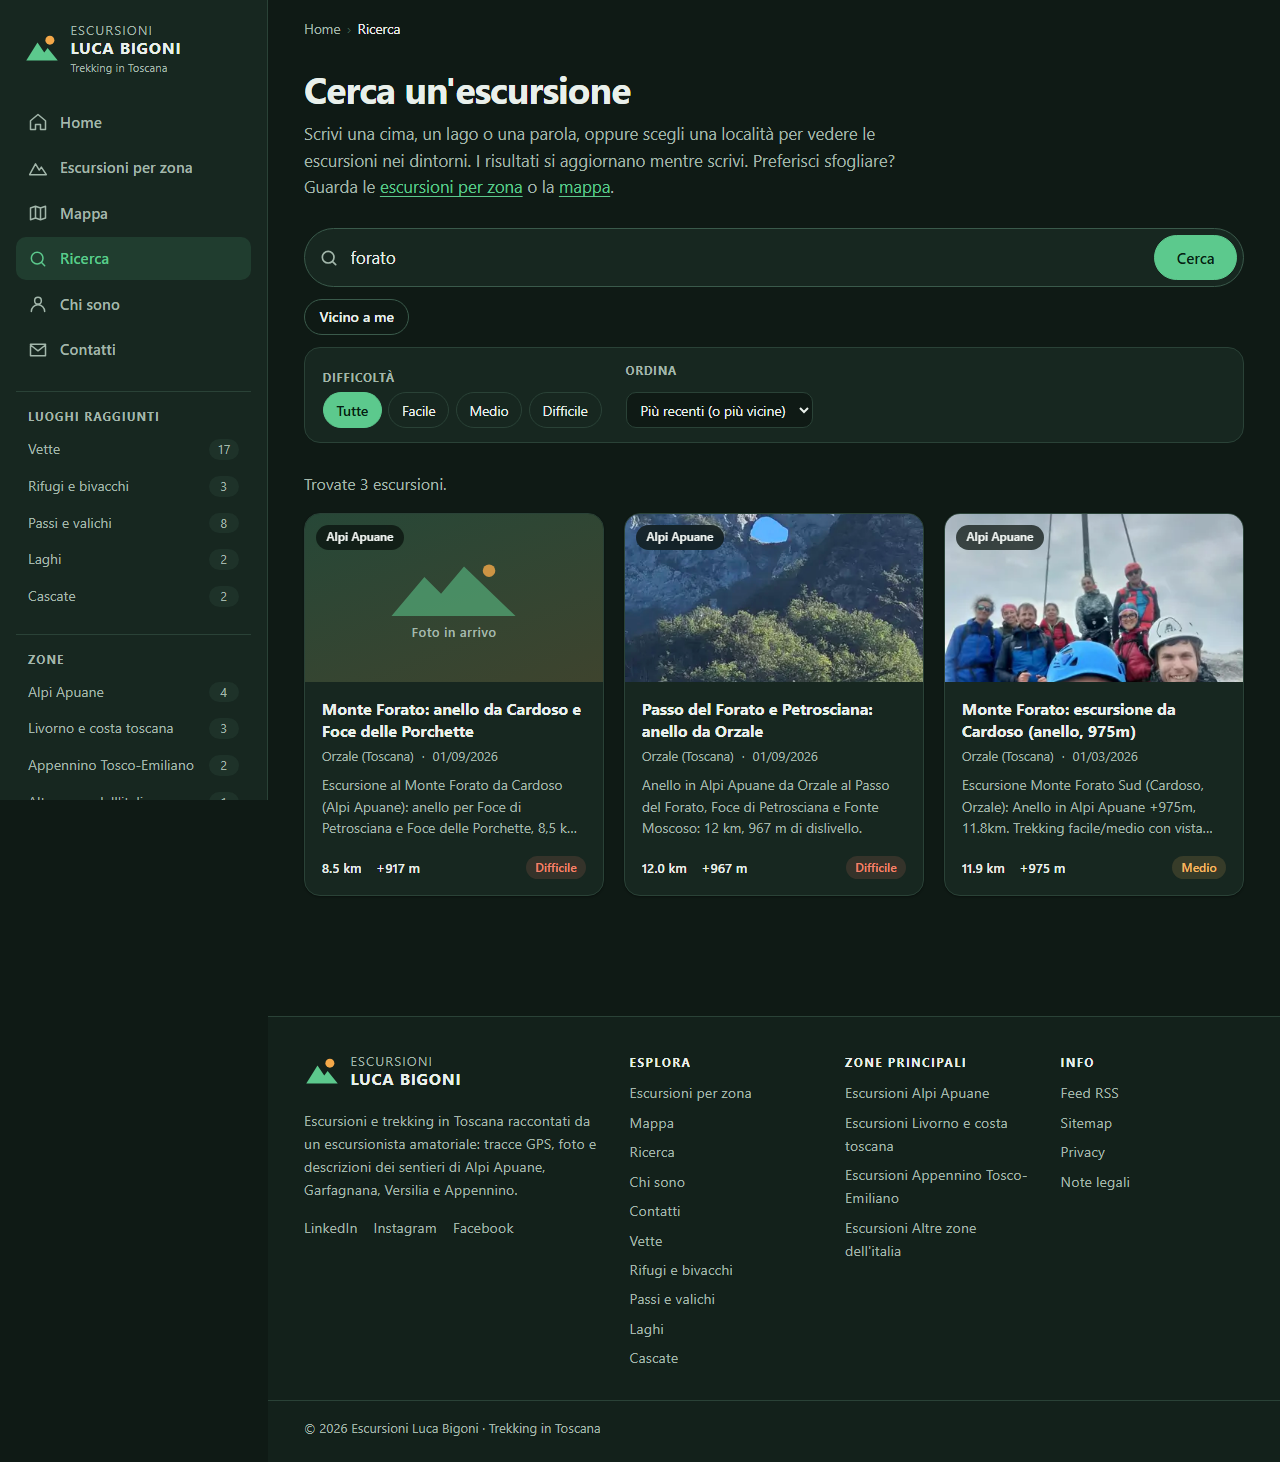 ESCURSIONI
LUCA BIGONI
Trekking in Toscana
Home
Escursioni per zona
Mappa
Ricerca
Chi sono
Contatti
LUOGHI RAGGIUNTI
Vette 17
Rifugi e bivacchi 3
Passi e valichi 8
Laghi 2
Cascate 2
ZONE
Alpi Apuane 4
Livorno e costa toscana 3
Appennino Tosco-Emiliano 2
Home › Ricerca
Cerca un'escursione
Scrivi una cima, un lago o una parola, oppure scegli una località per vedere le
escursioni nei dintorni. I risultati si aggiornano mentre scrivi. Preferisci sfogliare?
Guarda le escursioni per zona o la mappa.
forato
Cerca
Vicino a me
DIFFICOLTÀ
Tutte Facile Medio Difficile
ORDINA
Più recenti (o più vicine)
Trovate 3 escursioni.
Alpi Apuane
Foto in arrivo
Monte Forato: anello da Cardoso e
Foce delle Porchette
Orzale (Toscana) · 01/09/2026
Escursione al Monte Forato da Cardoso
(Alpi Apuane): anello per Foce di
Petrosciana e Foce delle Porchette, 8,5 k...
8.5 km +917 m Difficile
Alpi Apuane
Passo del Forato e Petrosciana:
anello da Orzale
Orzale (Toscana) · 01/09/2026
Anello in Alpi Apuane da Orzale al Passo
del Forato, Foce di Petrosciana e Fonte
Moscoso: 12 km, 967 m di dislivello.
12.0 km +967 m Difficile
Alpi Apuane
Monte Forato: escursione da
Cardoso (anello, 975m)
Orzale (Toscana) · 01/03/2026
Escursione Monte Forato Sud (Cardoso,
Orzale): Anello in Alpi Apuane +975m,
11.8km. Trekking facile/medio con vista...
11.9 km +975 m Medio
ESCURSIONI
LUCA BIGONI
Escursioni e trekking in Toscana raccontati da
un escursionista amatoriale: tracce GPS, foto e
descrizioni dei sentieri di Alpi Apuane,
Garfagnana, Versilia e Appennino.
LinkedIn Instagram Facebook
ESPLORA
Escursioni per zona
Mappa
Ricerca
Chi sono
Contatti
Vette
Rifugi e bivacchi
Passi e valichi
Laghi
Cascate
ZONE PRINCIPALI
Escursioni Alpi Apuane
Escursioni Livorno e costa
toscana
Escursioni Appennino Tosco-
Emiliano
Escursioni Altre zone
dell'italia
INFO
Feed RSS
Sitemap
Privacy
Note legali
© 2026 Escursioni Luca Bigoni · Trekking in Toscana